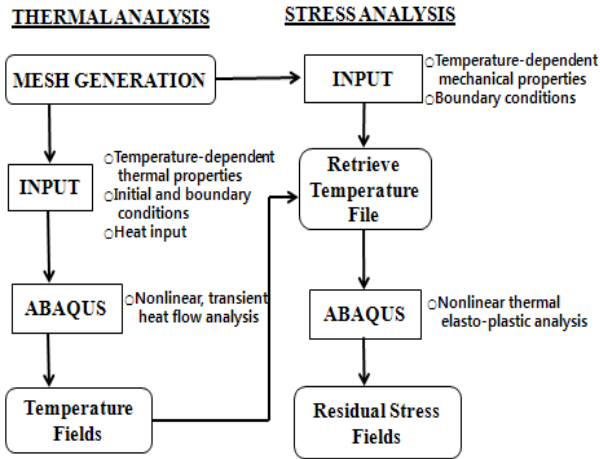 THERMAL ANALYSIS
MESH GENERATION
INPUT
○Temperature-dependent
thermal properties
○Initial and boundary
conditions
○Heat input
ABAQUS
○Nonlinear, transient
heat flow analysis
Temperature
Fields
STRESS ANALYSIS
INPUT
○Temperature-dependent
mechanical properties
○Boundary conditions
Retrieve
Temperature
File
ABAQUS
○Nonlinear thermal
elasto-plastic analysis
Residual Stress
Fields